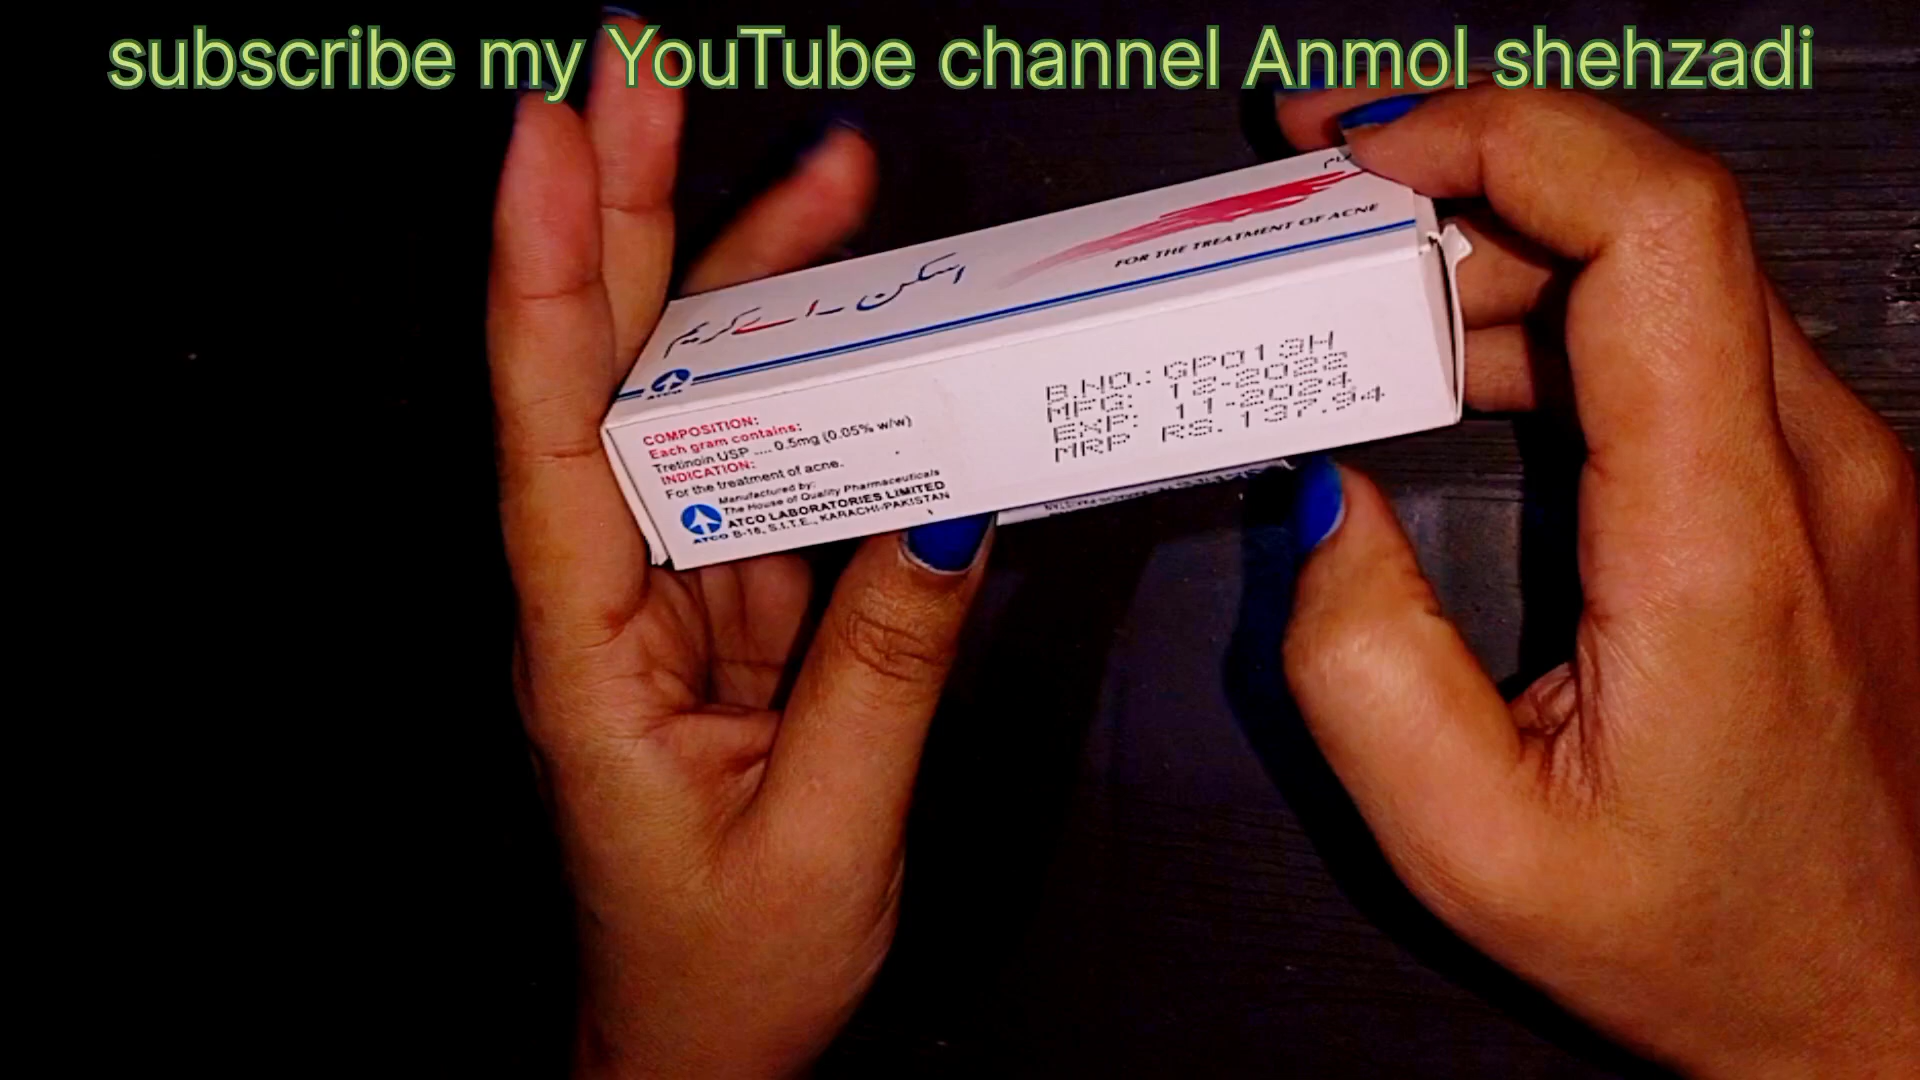 subscribe my YouTube channel Anmol shehzadi
FOR THE TREATMENT OF ACNE
اسکن ۔ اے کریم
ATCO
COMPOSITION:
Each gram contains:
Tretinoin USP .... 0.5mg (0.05% w/w)
INDICATION:
For the treatment of acne.
Manufactured by:
The House of Quality Pharmaceuticals
ATCO LABORATORIES LIMITED
ATCO B-18, S.I.T.E., KARACHI-PAKISTAN
B.NO.: GP013H
MFG: 12-2022
EXP: 11-2024
MRP RS.137.94